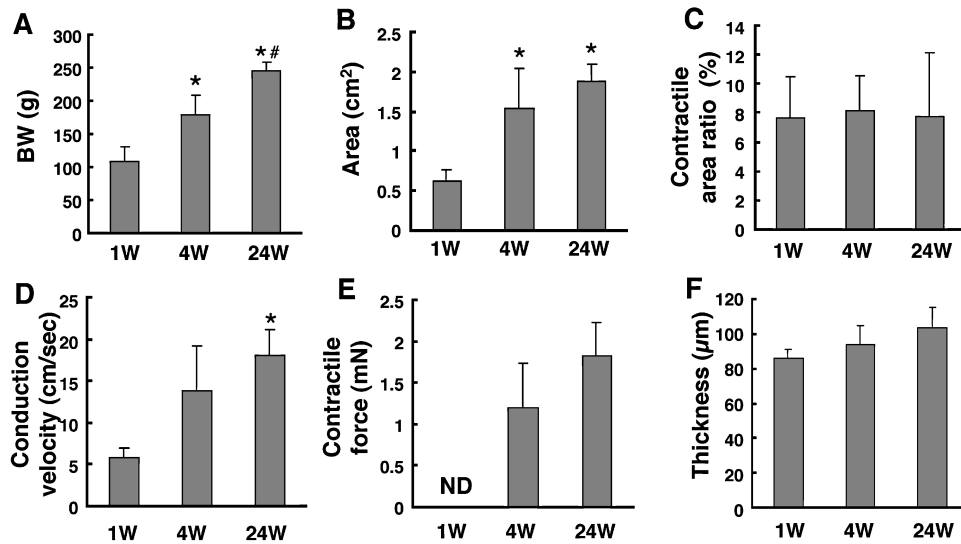 A
BW (g)
300
250
200
150
100
50
0
*
* #
1W 4W 24W
B
Area (cm²)
2.5
2
1.5
1
0.5
0
*
*
1W 4W 24W
C
Contractile
area ratio (%)
14
12
10
8
6
4
2
0
1W 4W 24W
D
Conduction
velocity (cm/sec)
25
20
15
10
5
0
*
1W 4W 24W
E
Contractile
force (mN)
2.5
2
1.5
1
0.5
0
ND
1W 4W 24W
F
Thickness (µm)
120
100
80
60
40
20
0
1W 4W 24W